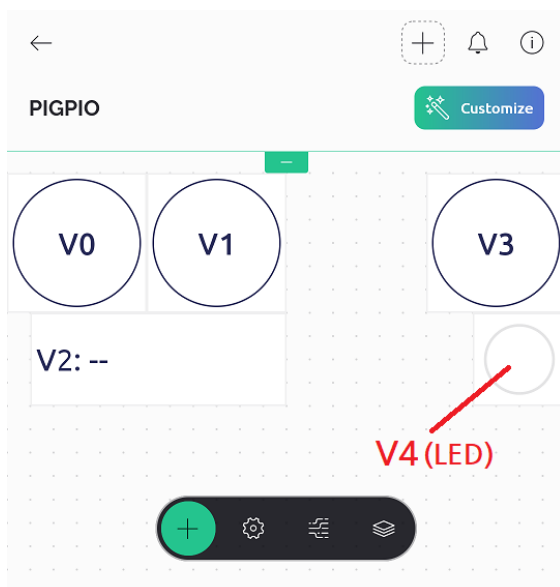 PIGPIO
Customize
V0
V1
V3
V2: --
V4 (LED)